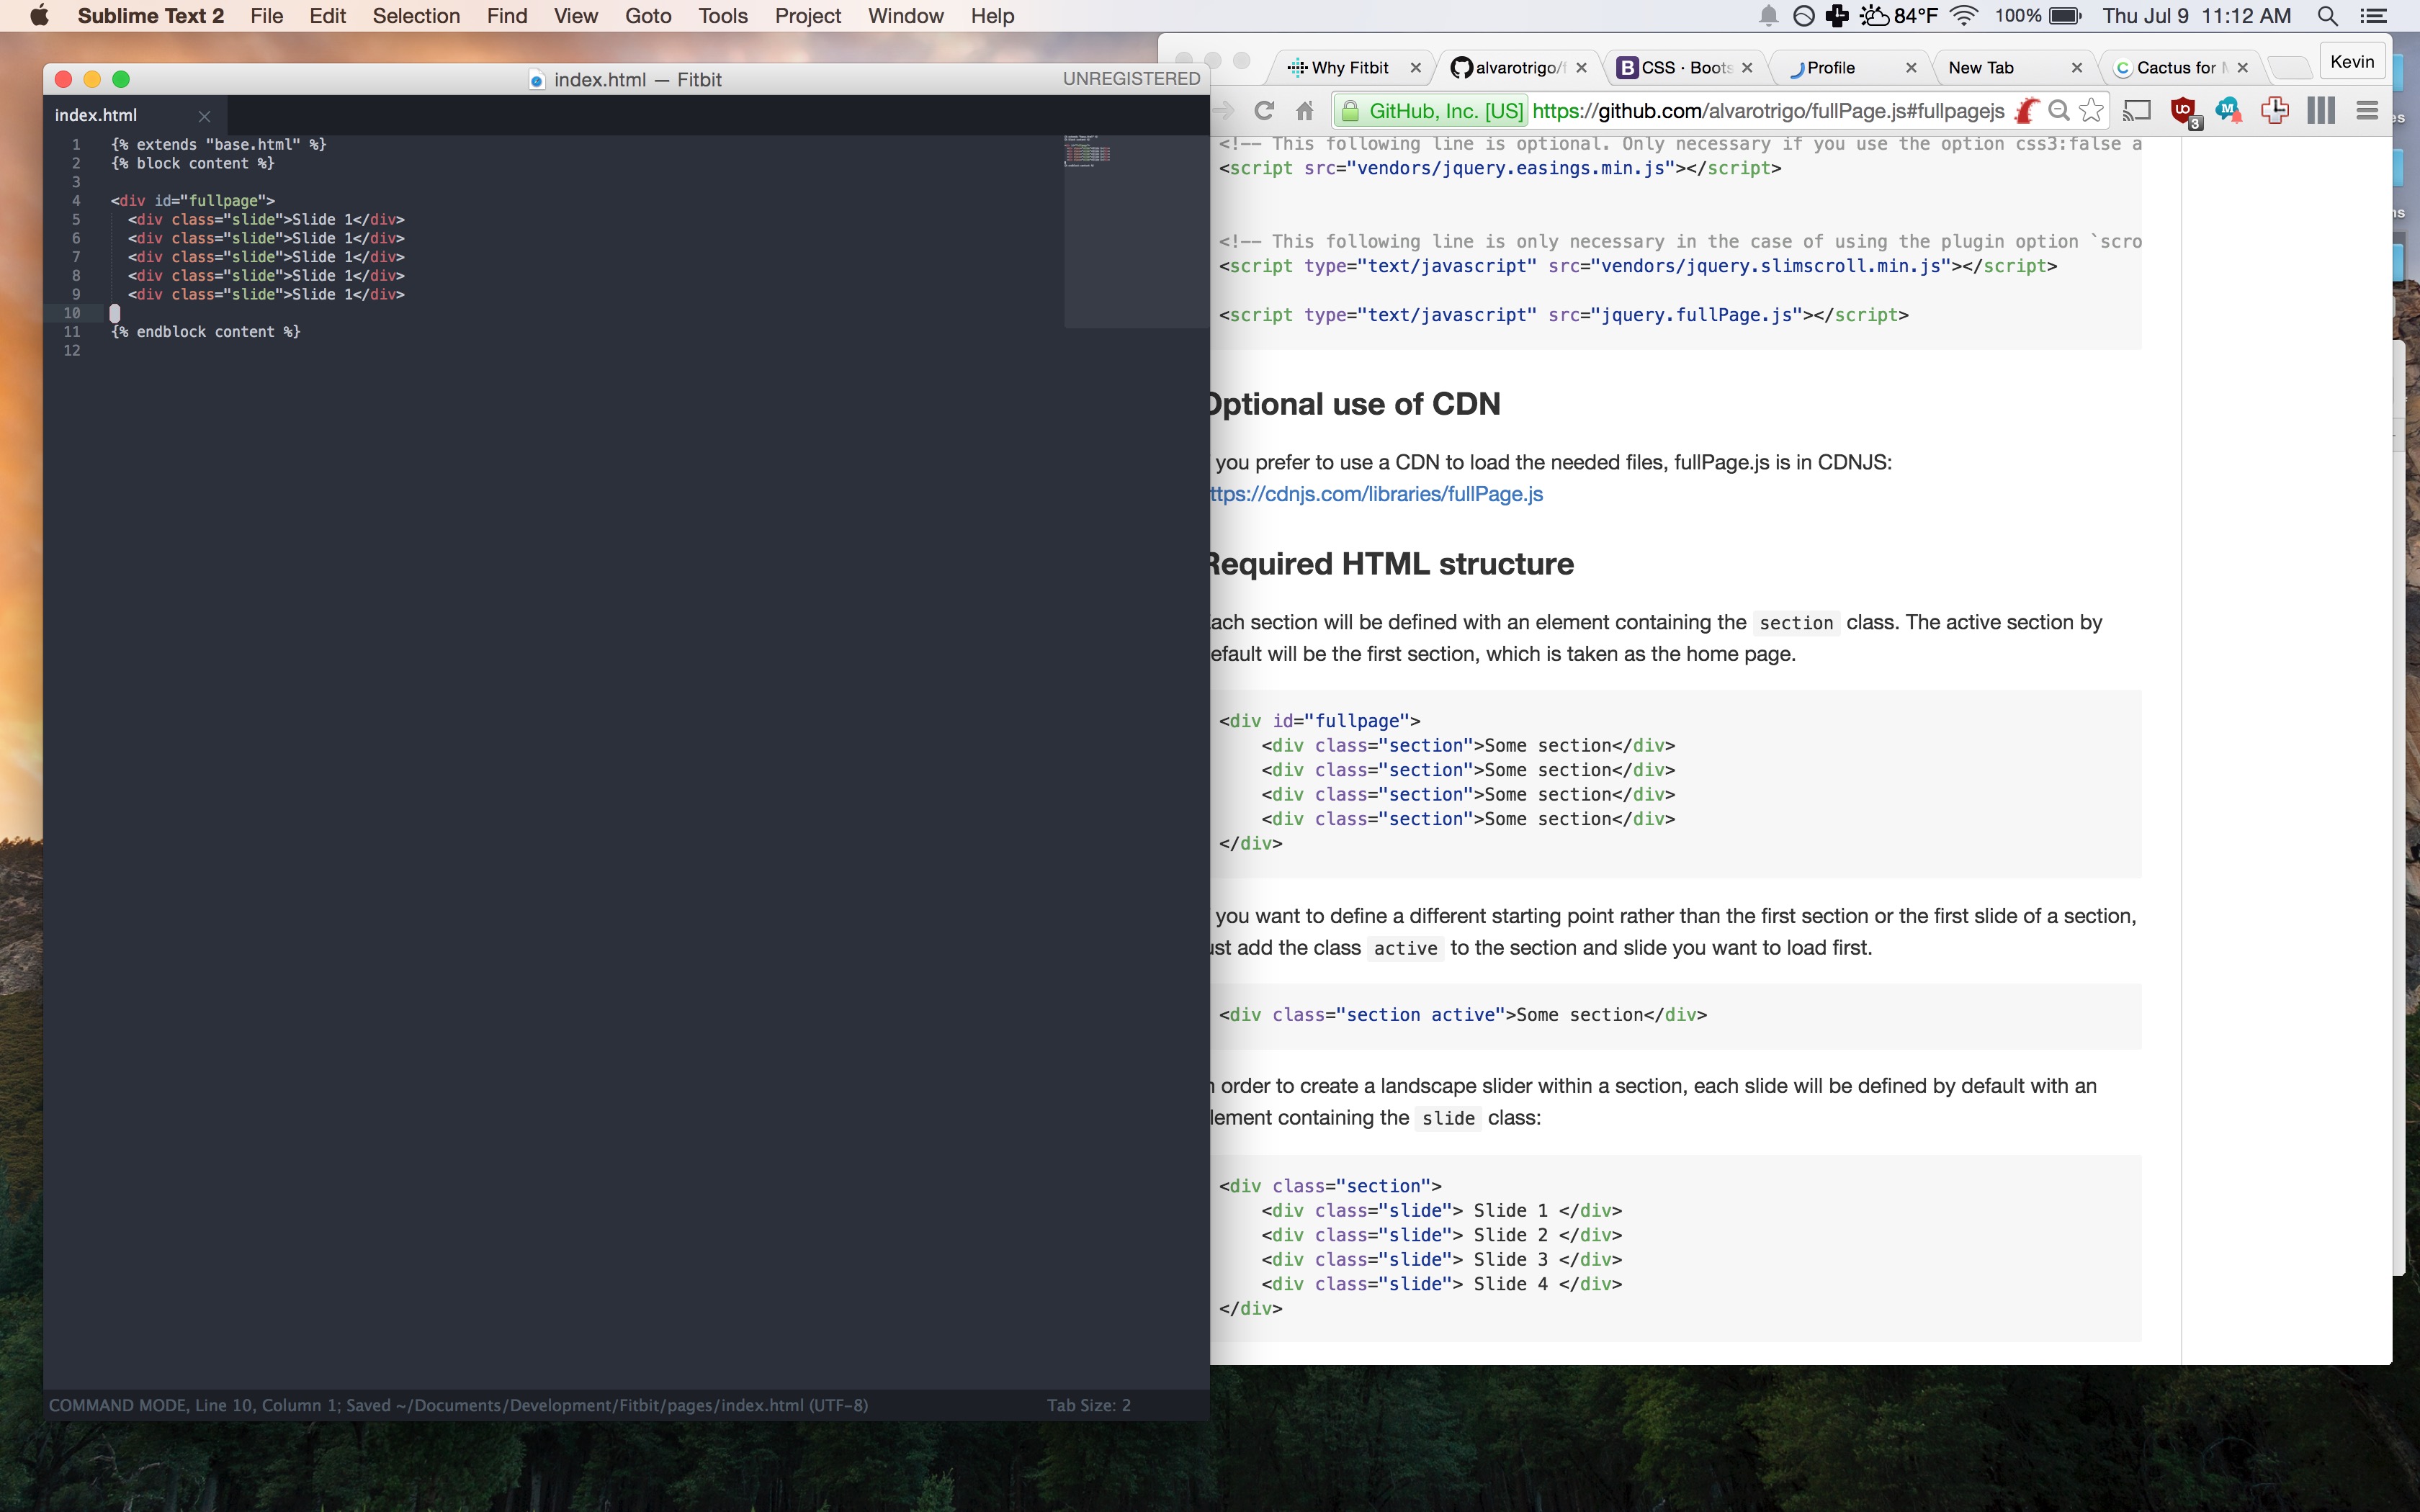 Sublime Text 2 File Edit Selection Find View Goto Tools Project Window Help 84°F 100% Thu Jul 9 11:12 AM
index.html — Fitbit UNREGISTERED
index.html
1 {% extends "base.html" %}
2 {% block content %}
3
4 <div id="fullpage">
5 <div class="slide">Slide 1</div>
6 <div class="slide">Slide 1</div>
7 <div class="slide">Slide 1</div>
8 <div class="slide">Slide 1</div>
9 <div class="slide">Slide 1</div>
10
11 {% endblock content %}
12
COMMAND MODE, Line 10, Column 1; Saved ~/Documents/Development/Fitbit/pages/index.html (UTF-8) Tab Size: 2
Why Fitbit alvarotrigo/f CSS · Boots Profile New Tab Cactus for M Kevin
GitHub, Inc. [US] https://github.com/alvarotrigo/fullPage.js#fullpagejs 3
<!-- This following line is optional. Only necessary if you use the option css3:false a
<script src="vendors/jquery.easings.min.js"></script>
<!-- This following line is only necessary in the case of using the plugin option `scro
<script type="text/javascript" src="vendors/jquery.slimscroll.min.js"></script>
<script type="text/javascript" src="jquery.fullPage.js"></script>
Optional use of CDN
you prefer to use a CDN to load the needed files, fullPage.js is in CDNJS:
ttps://cdnjs.com/libraries/fullPage.js
Required HTML structure
ach section will be defined with an element containing the section class. The active section by
efault will be the first section, which is taken as the home page.
<div id="fullpage">
<div class="section">Some section</div>
<div class="section">Some section</div>
<div class="section">Some section</div>
<div class="section">Some section</div>
</div>
you want to define a different starting point rather than the first section or the first slide of a section,
ust add the class active to the section and slide you want to load first.
<div class="section active">Some section</div>
n order to create a landscape slider within a section, each slide will be defined by default with an
lement containing the slide class:
<div class="section">
<div class="slide"> Slide 1 </div>
<div class="slide"> Slide 2 </div>
<div class="slide"> Slide 3 </div>
<div class="slide"> Slide 4 </div>
</div>